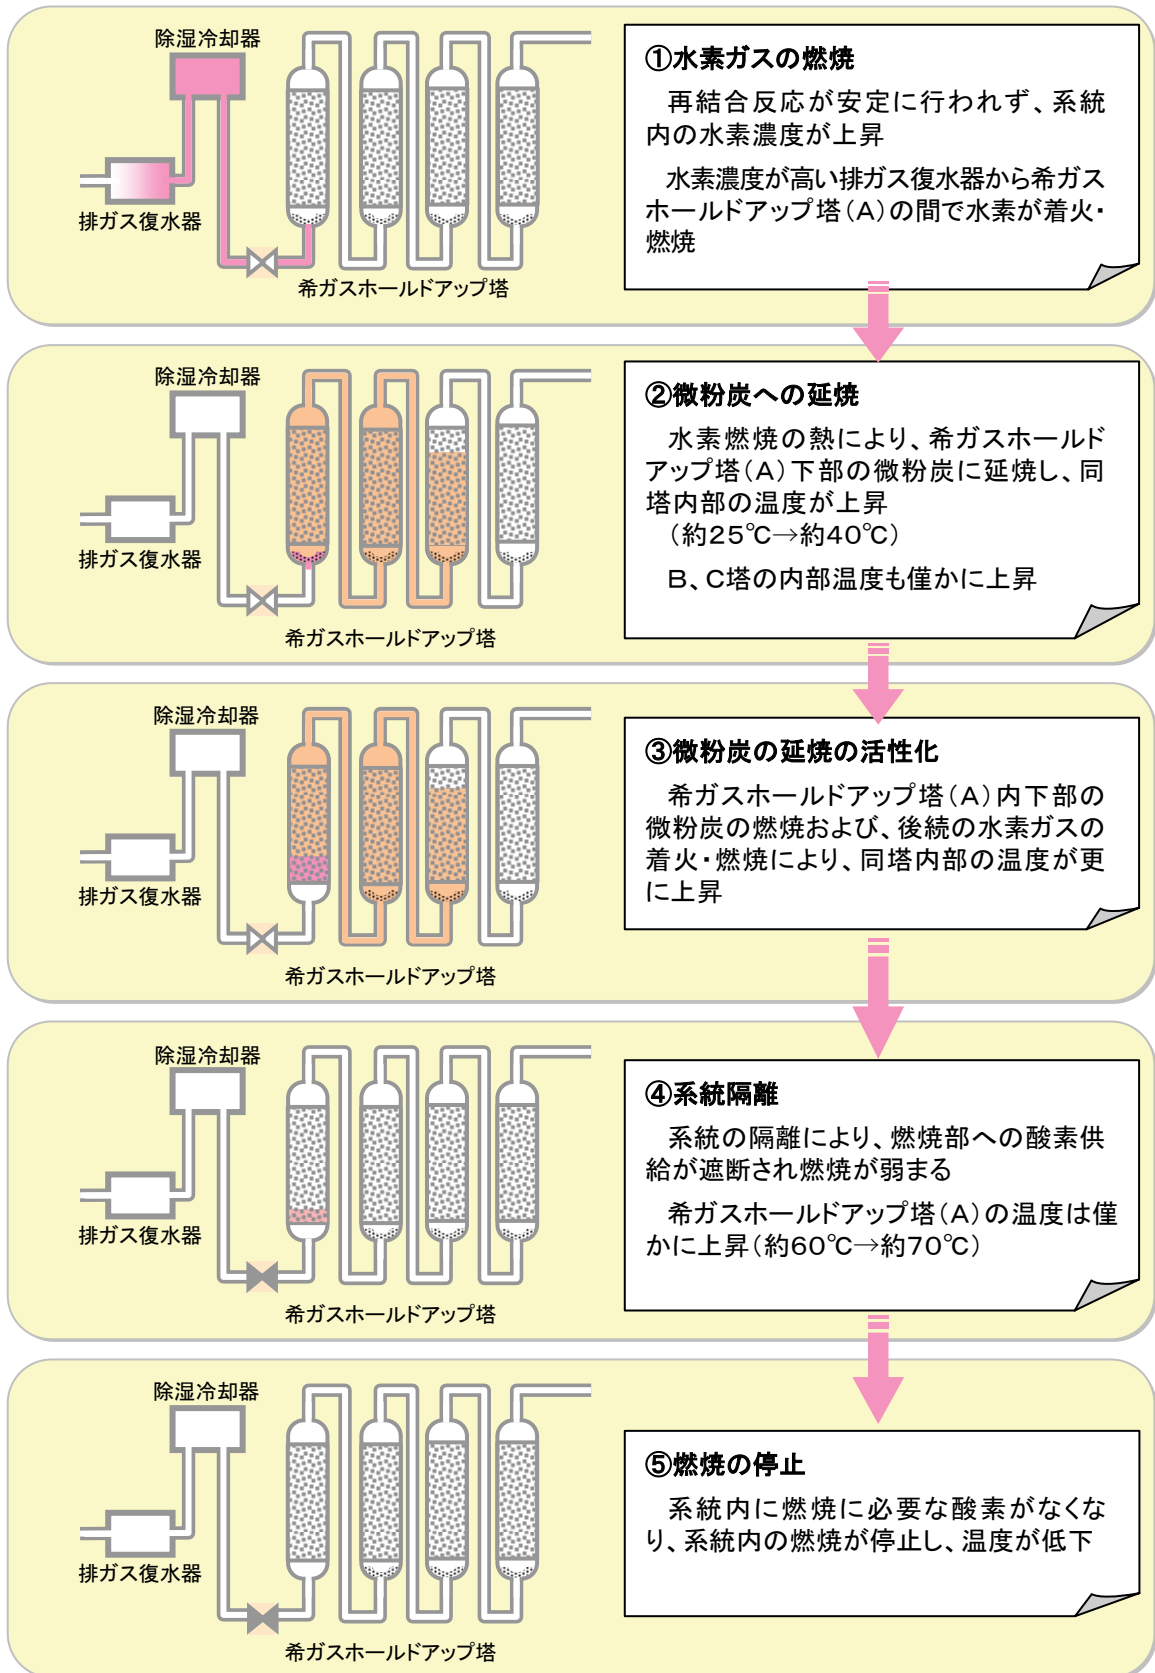 除湿冷却器
排ガス復水器
希ガスホールドアップ塔
①水素ガスの燃焼
再結合反応が安定に行われず、系統
内の水素濃度が上昇
水素濃度が高い排ガス復水器から希ガス
ホールドアップ塔(A)の間で水素が着火・
燃焼
除湿冷却器
排ガス復水器
希ガスホールドアップ塔
②微粉炭への延焼
水素燃焼の熱により、希ガスホールド
アップ塔(A)下部の微粉炭に延焼し、同
塔内部の温度が上昇
(約25℃→約40℃)
B、C塔の内部温度も僅かに上昇
除湿冷却器
排ガス復水器
希ガスホールドアップ塔
③微粉炭の延焼の活性化
希ガスホールドアップ塔(A)内下部の
微粉炭の燃焼および、後続の水素ガスの
着火・燃焼により、同塔内部の温度が更
に上昇
除湿冷却器
排ガス復水器
希ガスホールドアップ塔
④系統隔離
系統の隔離により、燃焼部への酸素供
給が遮断され燃焼が弱まる
希ガスホールドアップ塔(A)の温度は僅
かに上昇(約60℃→約70℃)
除湿冷却器
排ガス復水器
希ガスホールドアップ塔
⑤燃焼の停止
系統内に燃焼に必要な酸素がなくな
り、系統内の燃焼が停止し、温度が低下